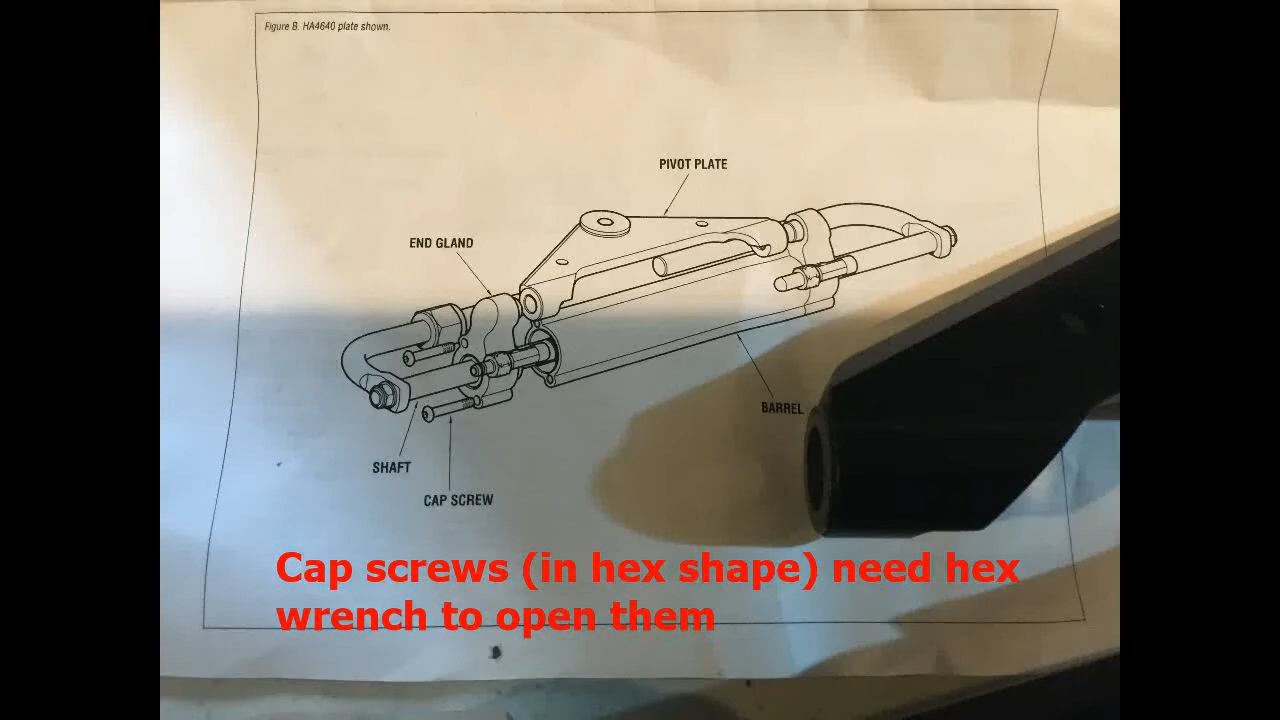 Figure B. HA4640 plate shown.
PIVOT PLATE
END GLAND
BARREL
SHAFT
CAP SCREW
Cap screws (in hex shape) need hex
wrench to open them